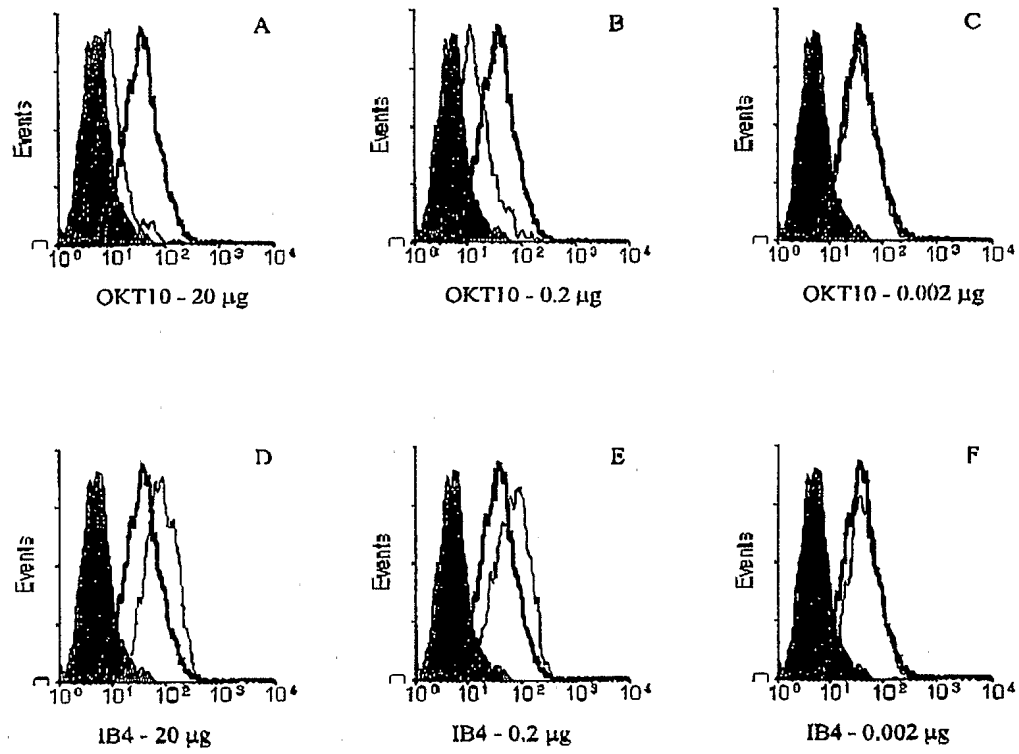 A
B
C
Events
Events
Events
10⁰ 10¹ 10² 10³ 10⁴
10⁰ 10¹ 10² 10³ 10⁴
10⁰ 10¹ 10² 10³ 10⁴
OKT10 - 20 µg
OKT10 - 0.2 µg
OKT10 - 0.002 µg
D
E
F
Events
Events
Events
10⁰ 10¹ 10² 10³ 10⁴
10⁰ 10¹ 10² 10³ 10⁴
10⁰ 10¹ 10² 10³ 10⁴
IB4 - 20 µg
IB4 - 0.2 µg
IB4 - 0.002 µg